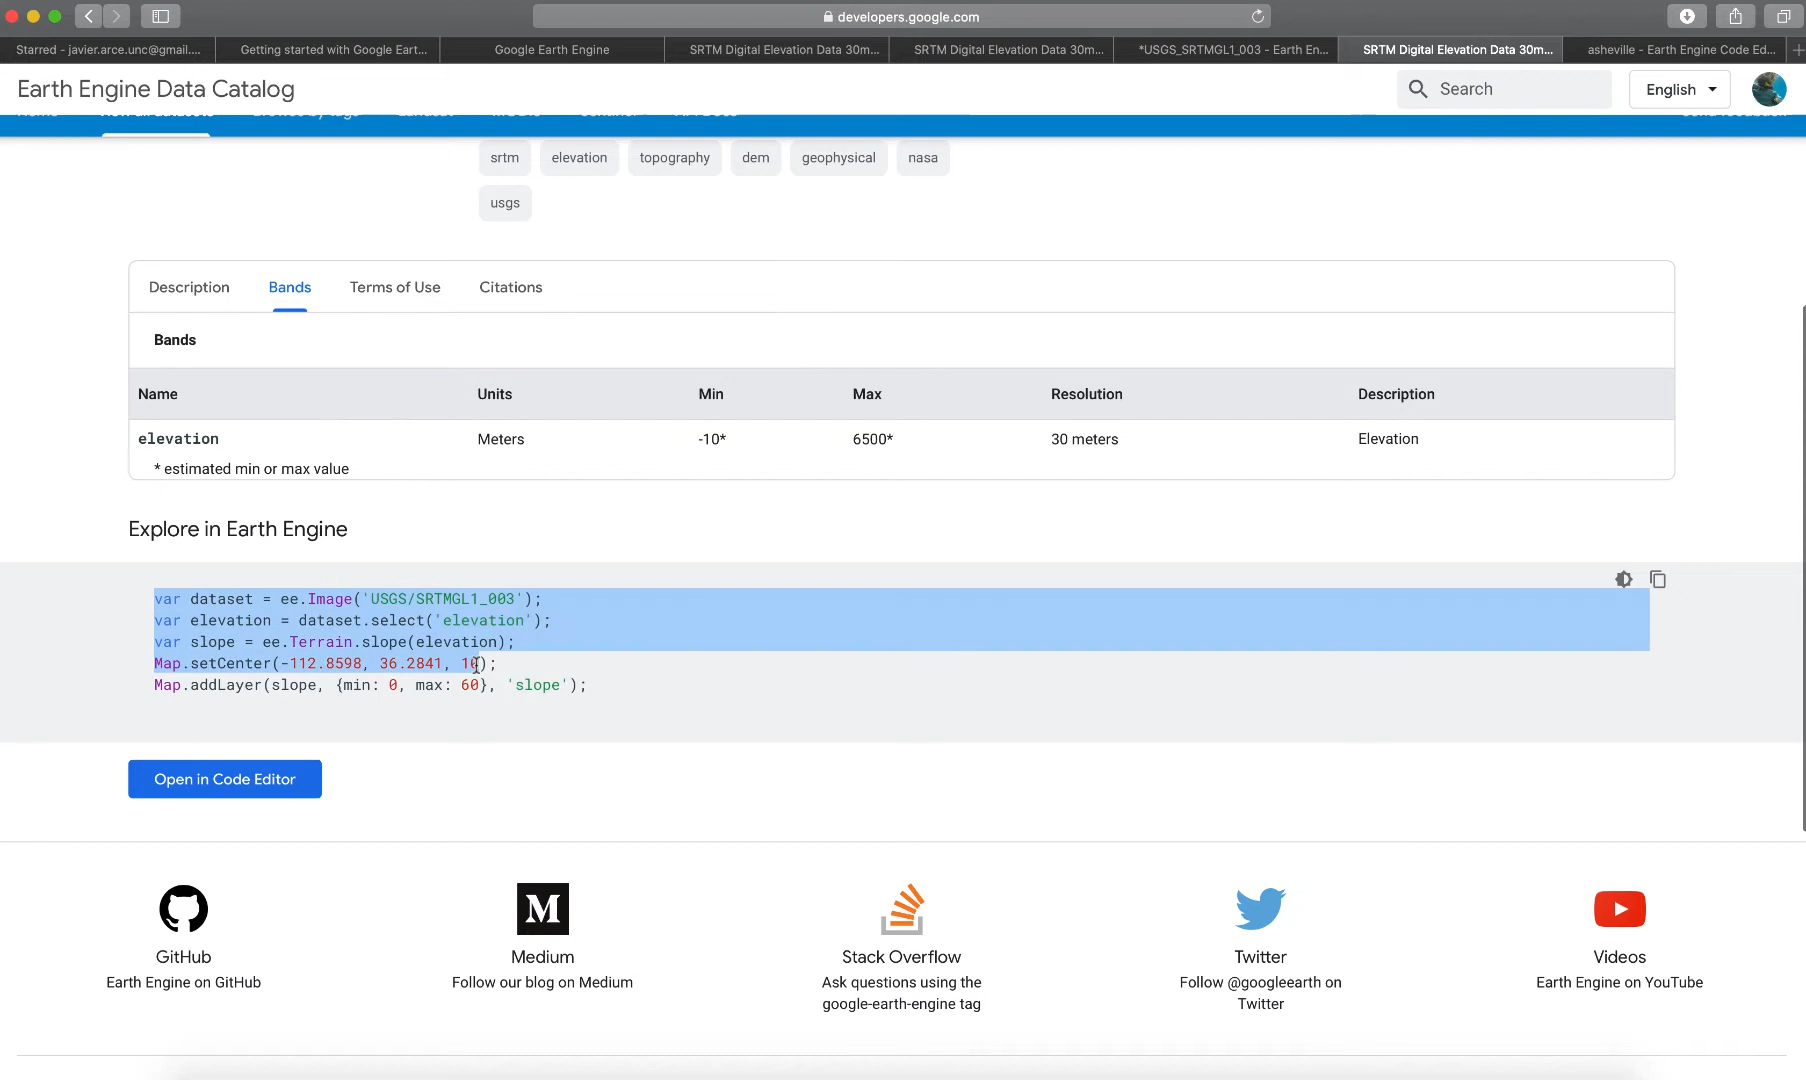 developers.google.com
Starred - javier.arce.unc@gmail....
Getting started with Google Eart...
Google Earth Engine
SRTM Digital Elevation Data 30m...
SRTM Digital Elevation Data 30m...
*USGS_SRTMGL1_003 - Earth En...
SRTM Digital Elevation Data 30m...
asheville - Earth Engine Code Ed...
Earth Engine Data Catalog
Search
English
srtm
elevation
topography
dem
geophysical
nasa
usgs
Description
Bands
Terms of Use
Citations
Bands
Name Units Min Max Resolution Description
elevation Meters -10* 6500* 30 meters Elevation
* estimated min or max value
Explore in Earth Engine
var dataset = ee.Image('USGS/SRTMGL1_003');
var elevation = dataset.select('elevation');
var slope = ee.Terrain.slope(elevation);
Map.setCenter(-112.8598, 36.2841, 10);
Map.addLayer(slope, {min: 0, max: 60}, 'slope');
Open in Code Editor
GitHub
Earth Engine on GitHub
Medium
Follow our blog on Medium
Stack Overflow
Ask questions using the
google-earth-engine tag
Twitter
Follow @googleearth on
Twitter
Videos
Earth Engine on YouTube